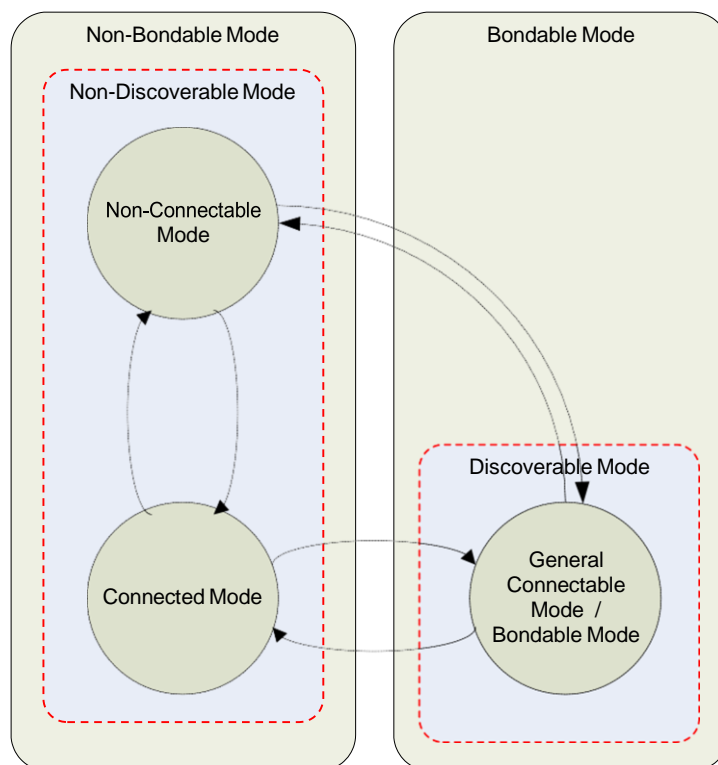 Non-Bondable Mode
Bondable Mode
Non-Discoverable Mode
Non-Connectable
Mode
Discoverable Mode
Connected Mode
General
Connectable
Mode /
Bondable Mode